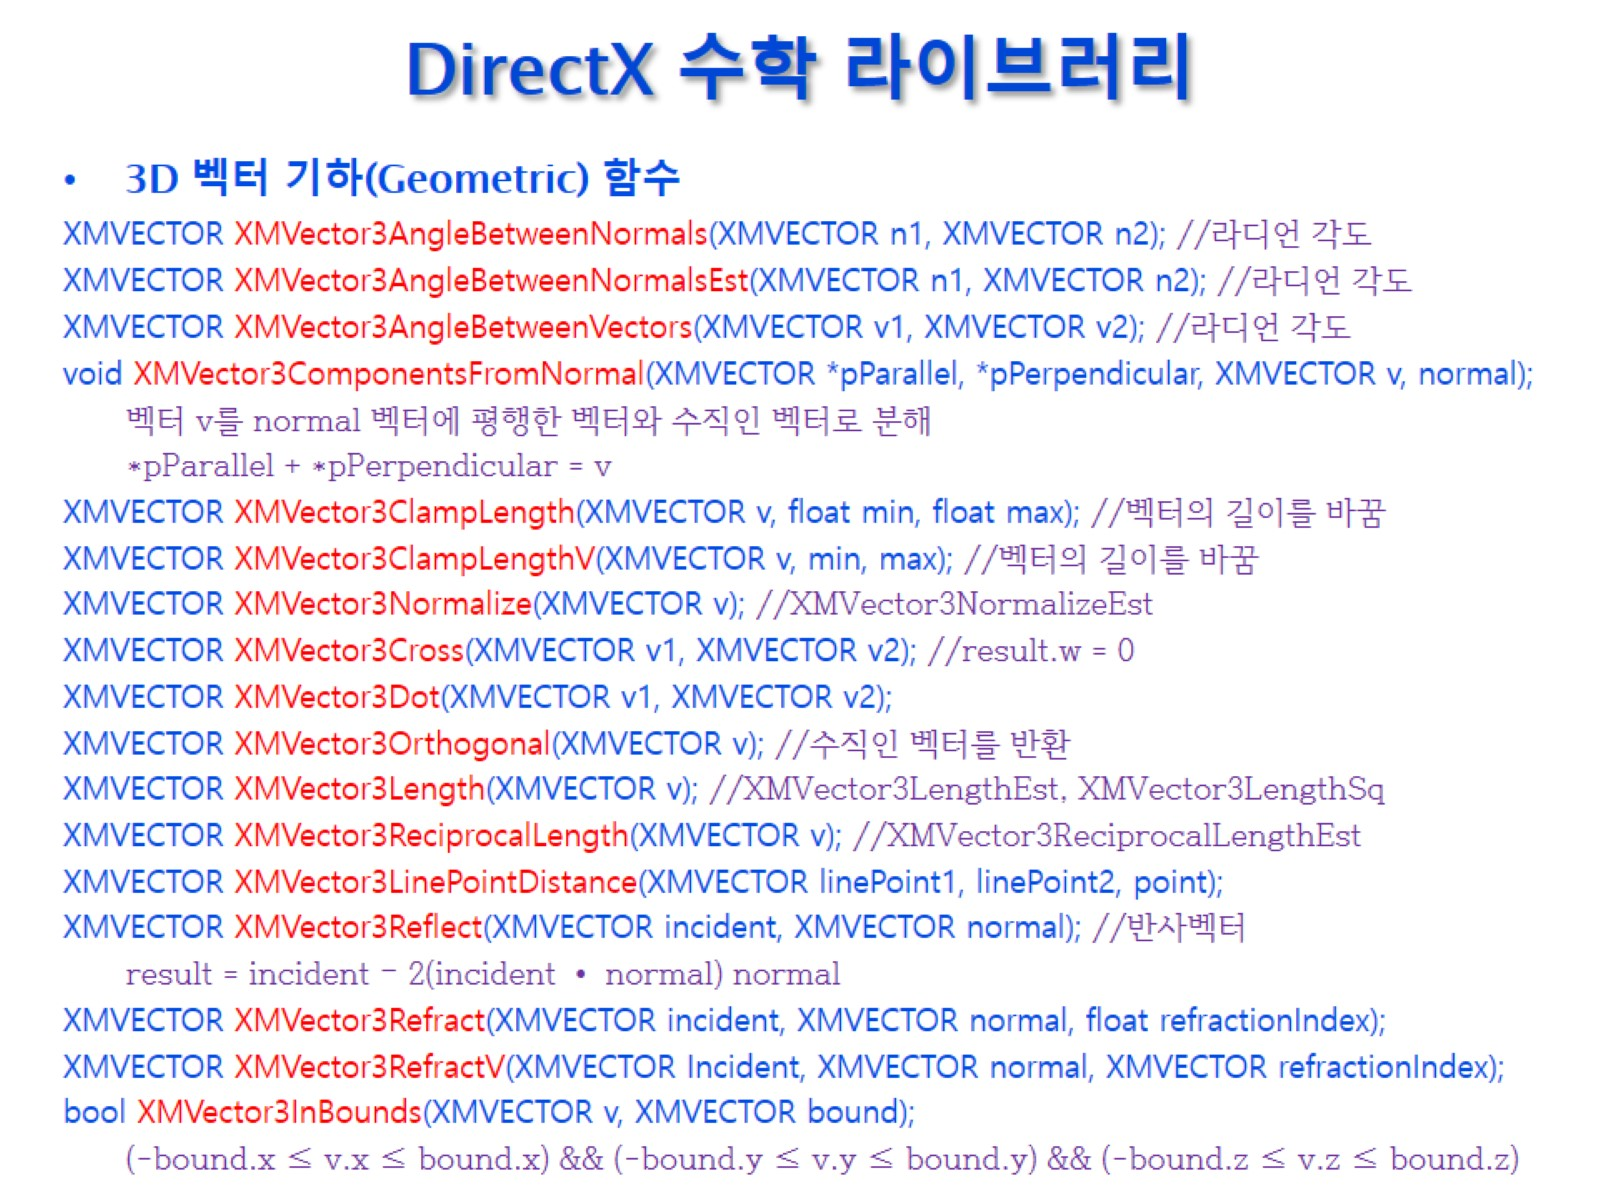 DirectX 수학 라이브러리
• 3D 벡터 기하(Geometric) 함수
XMVECTOR XMVector3AngleBetweenNormals(XMVECTOR n1, XMVECTOR n2); //라디언 각도
XMVECTOR XMVector3AngleBetweenNormalsEst(XMVECTOR n1, XMVECTOR n2); //라디언 각도
XMVECTOR XMVector3AngleBetweenVectors(XMVECTOR v1, XMVECTOR v2); //라디언 각도
void XMVector3ComponentsFromNormal(XMVECTOR *pParallel, *pPerpendicular, XMVECTOR v, normal);
벡터 v를 normal 벡터에 평행한 벡터와 수직인 벡터로 분해
*pParallel + *pPerpendicular = v
XMVECTOR XMVector3ClampLength(XMVECTOR v, float min, float max); //벡터의 길이를 바꿈
XMVECTOR XMVector3ClampLengthV(XMVECTOR v, min, max); //벡터의 길이를 바꿈
XMVECTOR XMVector3Normalize(XMVECTOR v); //XMVector3NormalizeEst
XMVECTOR XMVector3Cross(XMVECTOR v1, XMVECTOR v2); //result.w = 0
XMVECTOR XMVector3Dot(XMVECTOR v1, XMVECTOR v2);
XMVECTOR XMVector3Orthogonal(XMVECTOR v); //수직인 벡터를 반환
XMVECTOR XMVector3Length(XMVECTOR v); //XMVector3LengthEst, XMVector3LengthSq
XMVECTOR XMVector3ReciprocalLength(XMVECTOR v); //XMVector3ReciprocalLengthEst
XMVECTOR XMVector3LinePointDistance(XMVECTOR linePoint1, linePoint2, point);
XMVECTOR XMVector3Reflect(XMVECTOR incident, XMVECTOR normal); //반사벡터
result = incident − 2(incident • normal) normal
XMVECTOR XMVector3Refract(XMVECTOR incident, XMVECTOR normal, float refractionIndex);
XMVECTOR XMVector3RefractV(XMVECTOR Incident, XMVECTOR normal, XMVECTOR refractionIndex);
bool XMVector3InBounds(XMVECTOR v, XMVECTOR bound);
(-bound.x ≤ v.x ≤ bound.x) && (-bound.y ≤ v.y ≤ bound.y) && (-bound.z ≤ v.z ≤ bound.z)